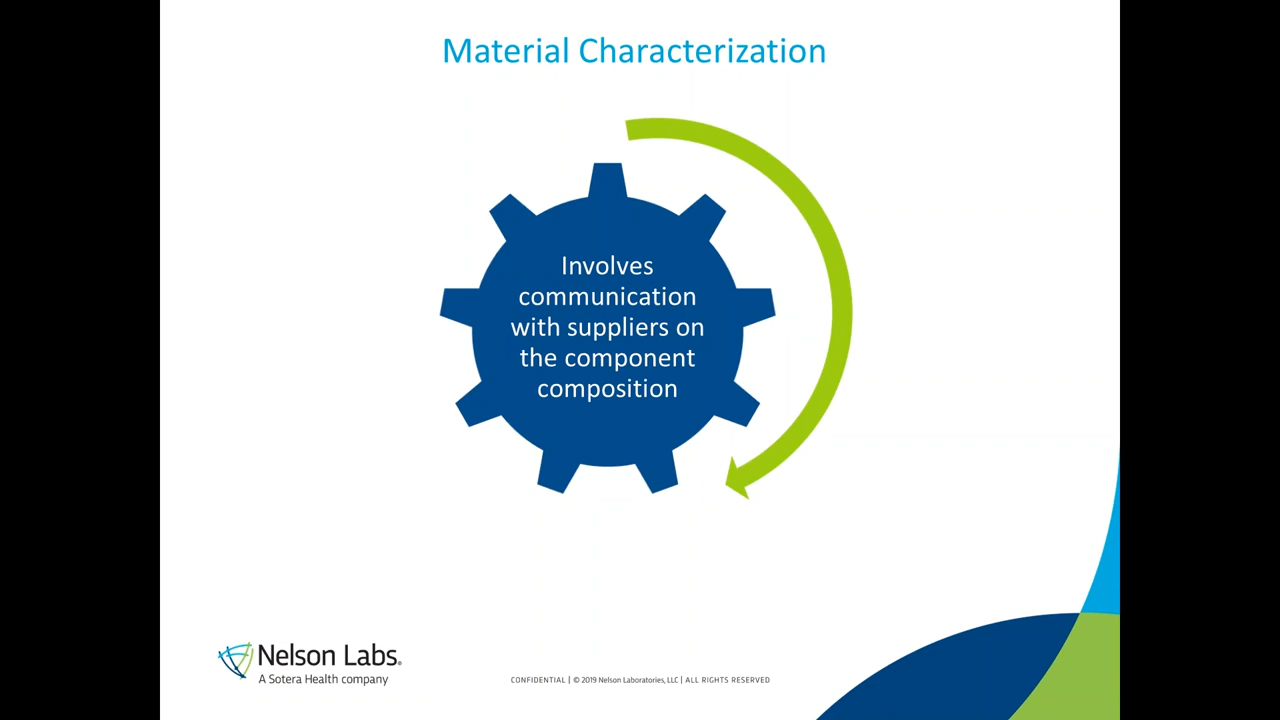 Material Characterization
Involves
communication
with suppliers on
the component
composition
Nelson Labs.
A Sotera Health company
CONFIDENTIAL | © 2019 Nelson Laboratories, LLC | ALL RIGHTS RESERVED